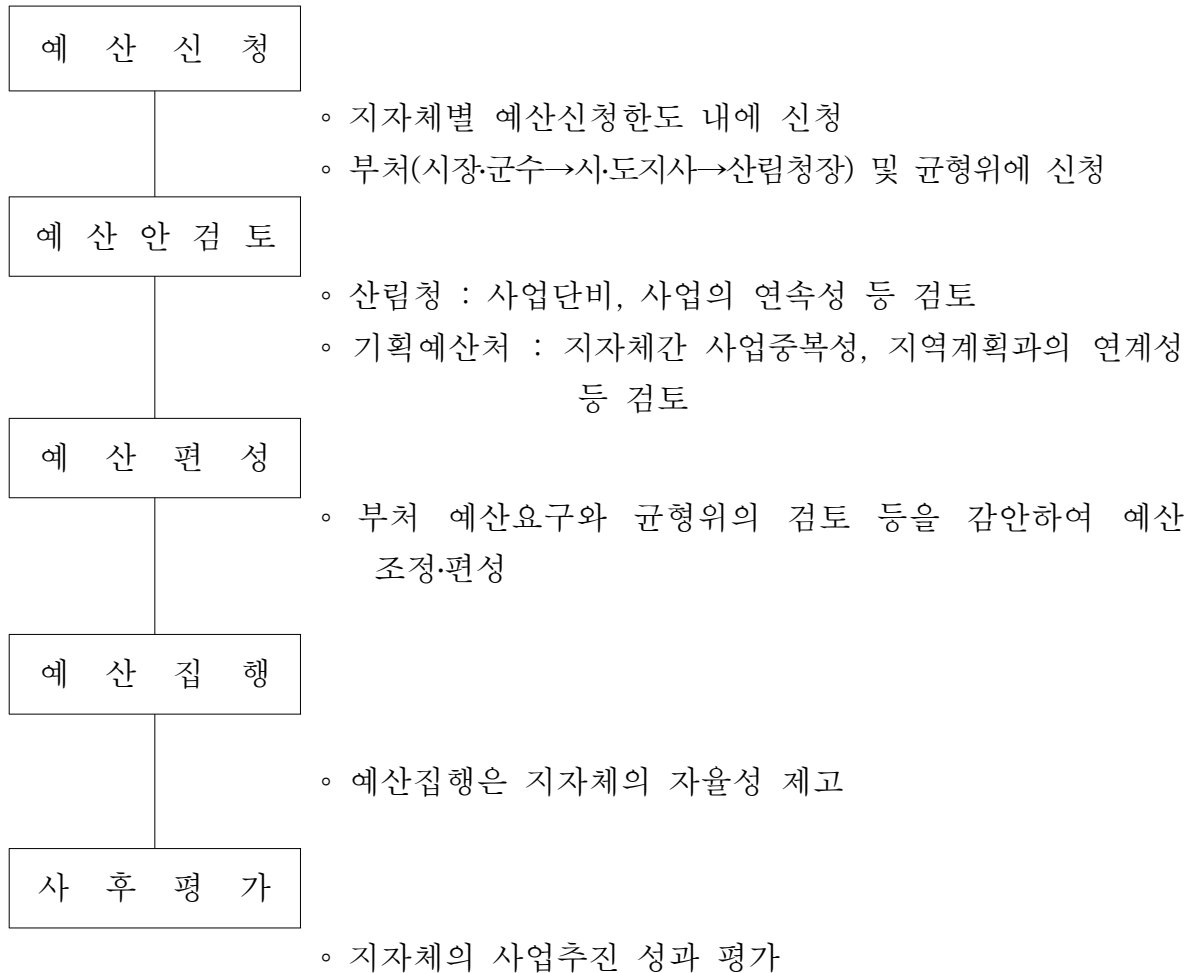 예 산 신 청
◦ 지자체별 예산신청한도 내에 신청
◦ 부처(시장·군수→시·도지사→산림청장) 및 균형위에 신청
예 산 안 검 토
◦ 산림청 : 사업단비, 사업의 연속성 등 검토
◦ 기획예산처 : 지자체간 사업중복성, 지역계획과의 연계성
등 검토
예 산 편 성
◦ 부처 예산요구와 균형위의 검토 등을 감안하여 예산
조정·편성
예 산 집 행
◦ 예산집행은 지자체의 자율성 제고
사 후 평 가
◦ 지자체의 사업추진 성과 평가